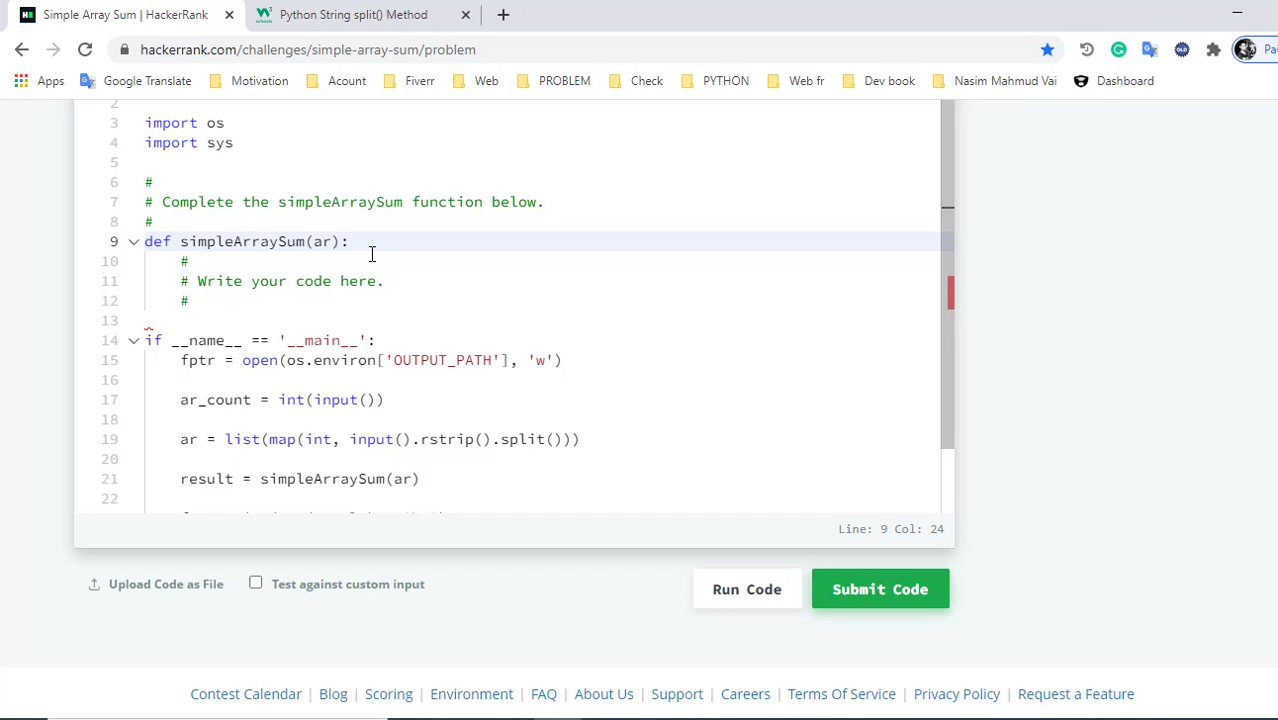 Simple Array Sum | HackerRank
Python String split() Method
hackerrank.com/challenges/simple-array-sum/problem
Apps Google Translate Motivation Acount Fiverr Web PROBLEM Check PYTHON Web fr Dev book Nasim Mahmud Vai Dashboard
2
3 import os
4 import sys
5
6 #
7 # Complete the simpleArraySum function below.
8 #
9 def simpleArraySum(ar):
10 #
11 # Write your code here.
12 #
13
14 if __name__ == '__main__':
15 fptr = open(os.environ['OUTPUT_PATH'], 'w')
16
17 ar_count = int(input())
18
19 ar = list(map(int, input().rstrip().split()))
20
21 result = simpleArraySum(ar)
22
Line: 9 Col: 24
Upload Code as File Test against custom input Run Code Submit Code
Contest Calendar | Blog | Scoring | Environment | FAQ | About Us | Support | Careers | Terms Of Service | Privacy Policy | Request a Feature